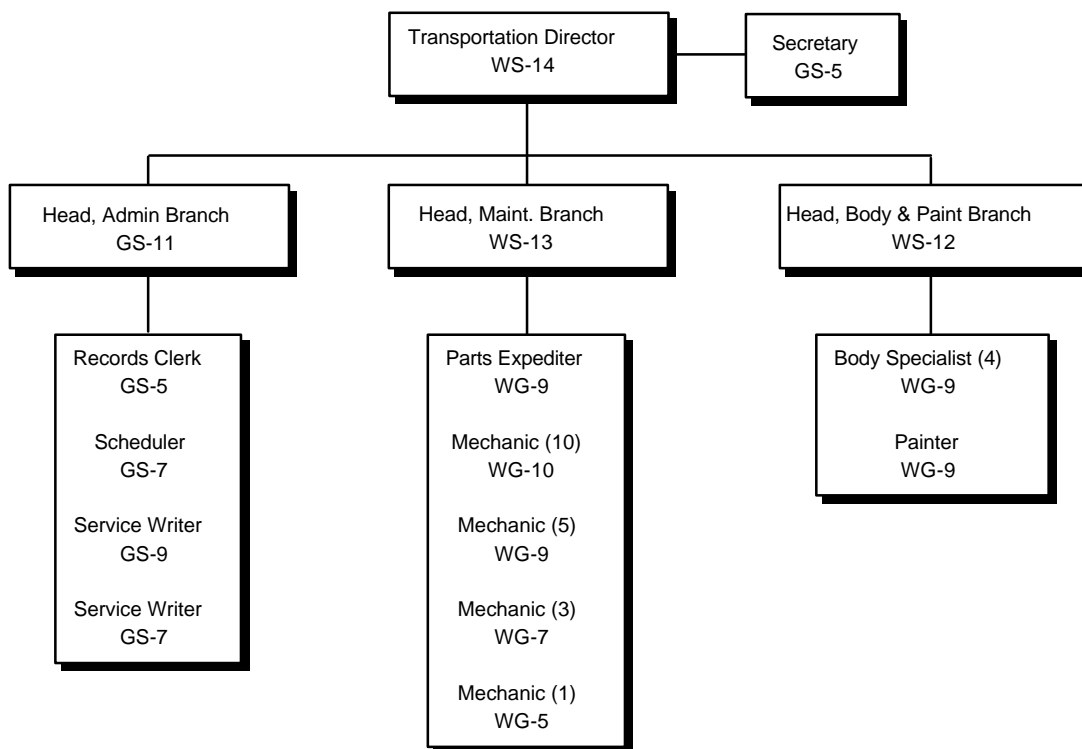 Transportation Director
WS-14
Secretary
GS-5
Head, Admin Branch
GS-11
Head, Maint. Branch
WS-13
Head, Body & Paint Branch
WS-12
Records Clerk
GS-5
Scheduler
GS-7
Service Writer
GS-9
Service Writer
GS-7
Parts Expediter
WG-9
Mechanic (10)
WG-10
Mechanic (5)
WG-9
Mechanic (3)
WG-7
Mechanic (1)
WG-5
Body Specialist (4)
WG-9
Painter
WG-9